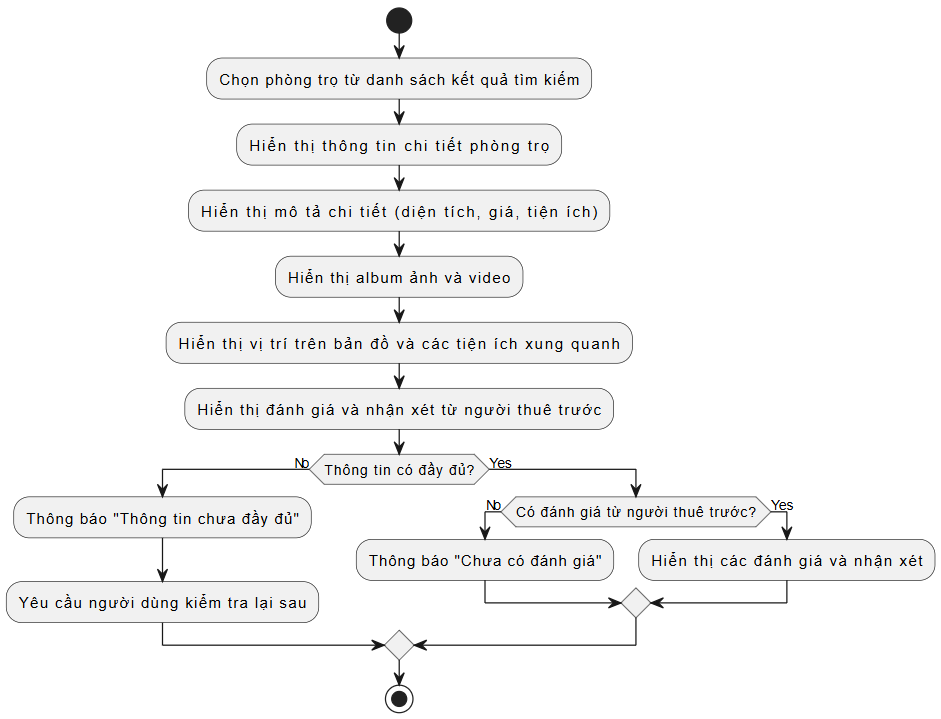 Chọn phòng trọ từ danh sách kết quả tìm kiếm
Hiển thị thông tin chi tiết phòng trọ
Hiển thị mô tả chi tiết (diện tích, giá, tiện ích)
Hiển thị album ảnh và video
Hiển thị vị trí trên bản đồ và các tiện ích xung quanh
Hiển thị đánh giá và nhận xét từ người thuê trước
No
Thông tin có đầy đủ?
Yes
Thông báo "Thông tin chưa đầy đủ"
Yêu cầu người dùng kiểm tra lại sau
No
Có đánh giá từ người thuê trước?
Yes
Thông báo "Chưa có đánh giá"
Hiển thị các đánh giá và nhận xét